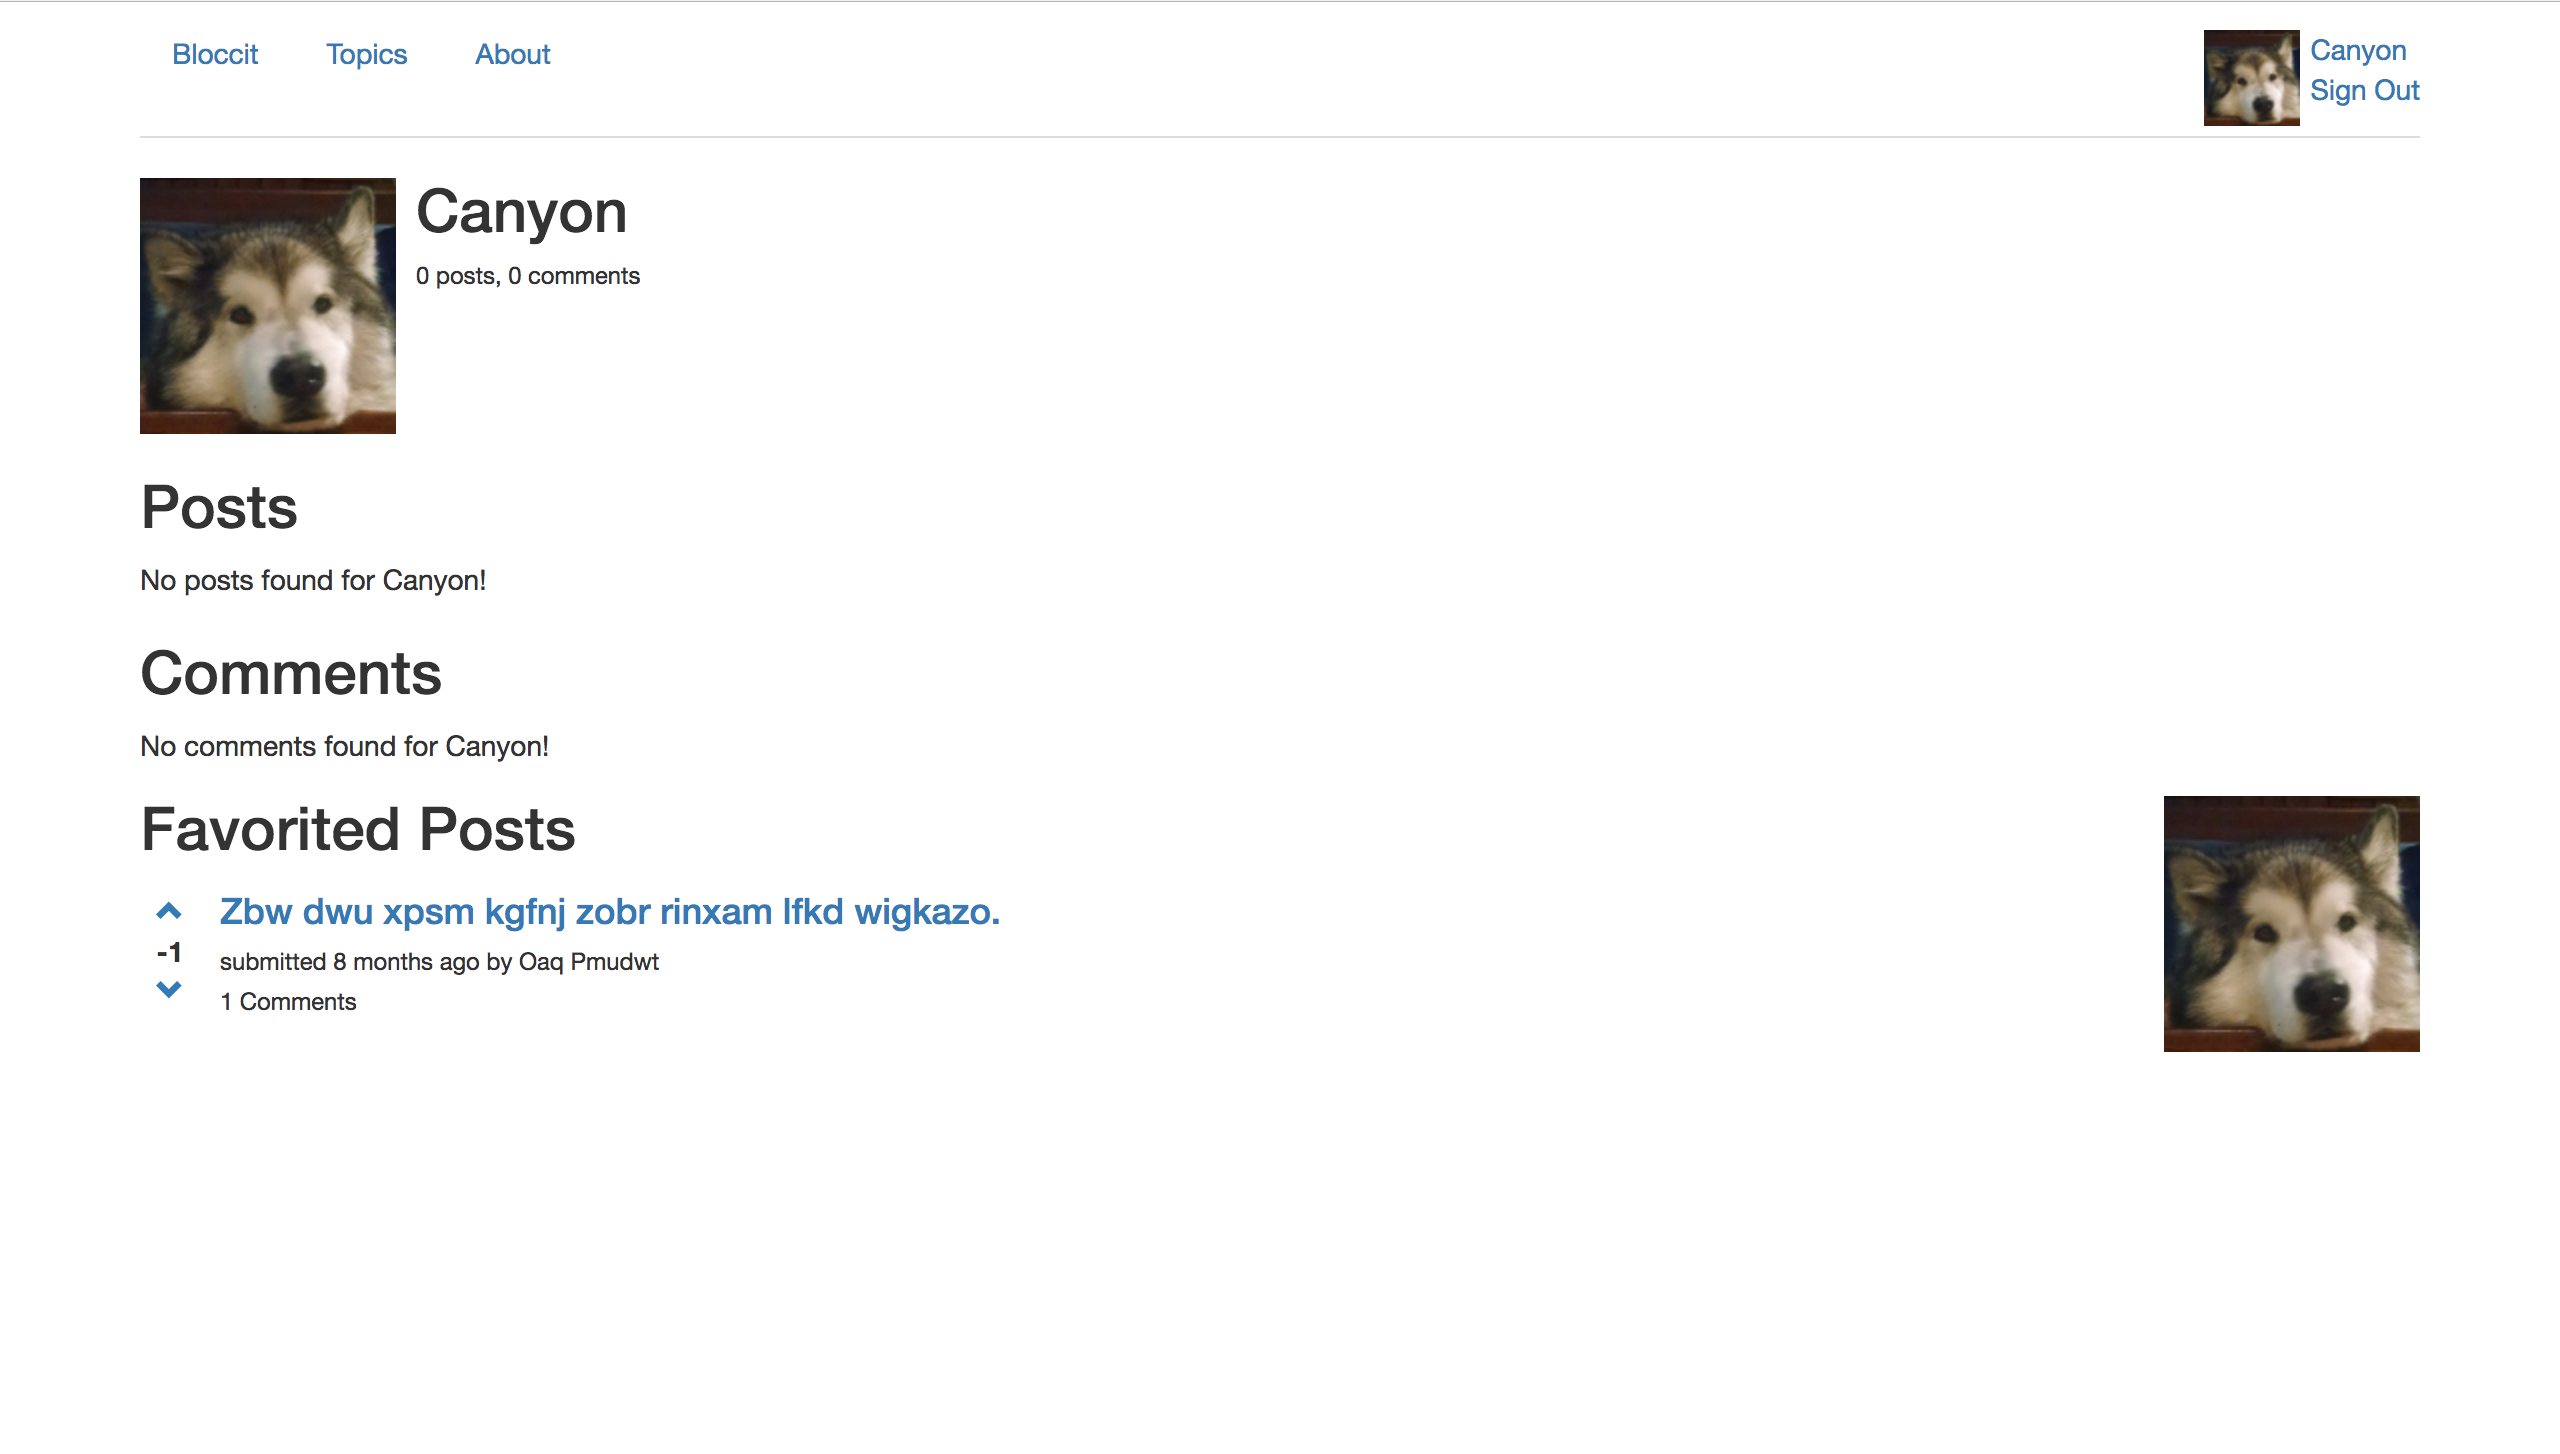 Bloccit Topics About
Canyon
Sign Out
Canyon
0 posts, 0 comments
Posts
No posts found for Canyon!
Comments
No comments found for Canyon!
Favorited Posts
Zbw dwu xpsm kgfnj zobr rinxam lfkd wigkazo.
-1
submitted 8 months ago by Oaq Pmudwt
1 Comments